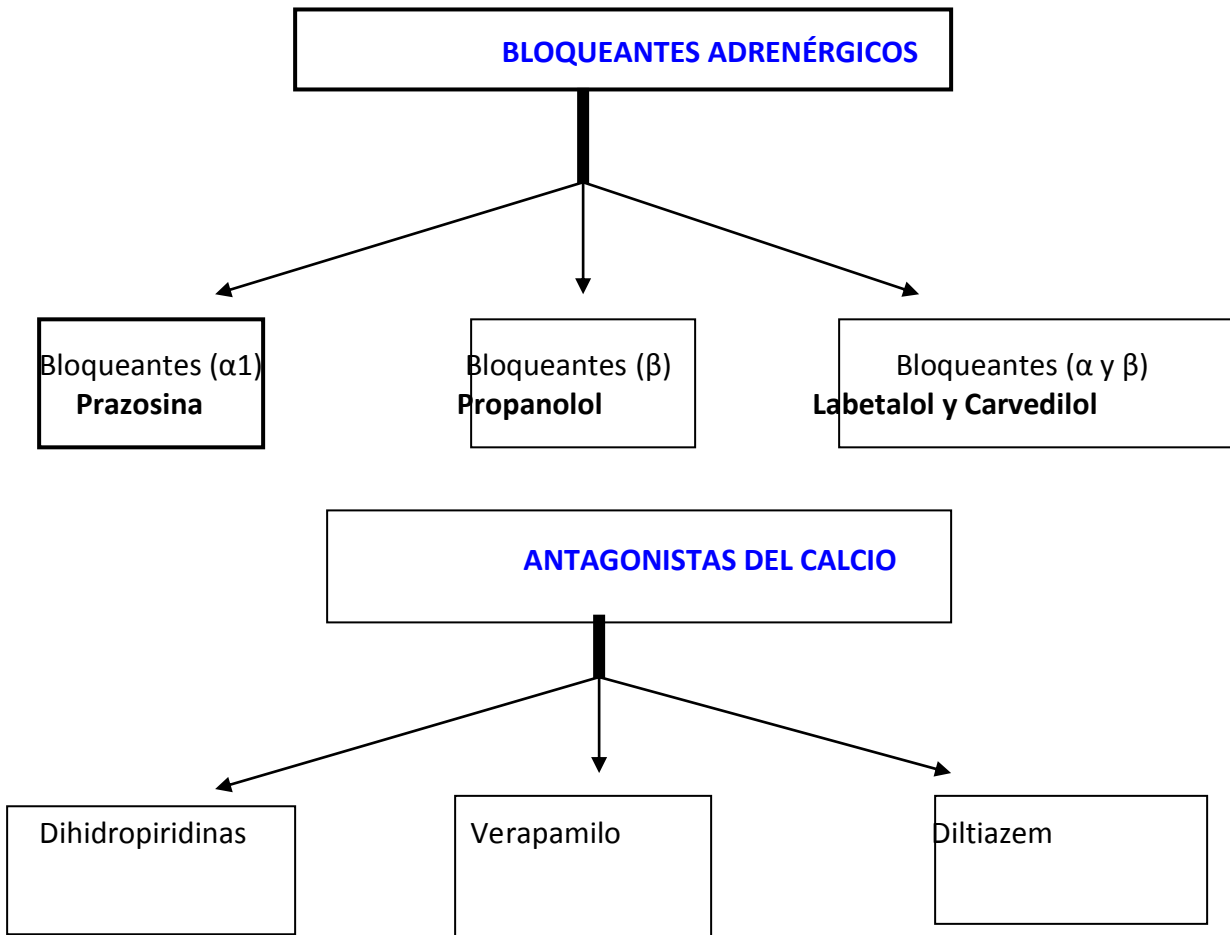 BLOQUEANTES ADRENÉRGICOS
Bloqueantes (α1)
Prazosina
Bloqueantes (β)
Propanolol
Bloqueantes (α y β)
Labetalol y Carvedilol
ANTAGONISTAS DEL CALCIO
Dihidropiridinas
Verapamilo
Diltiazem